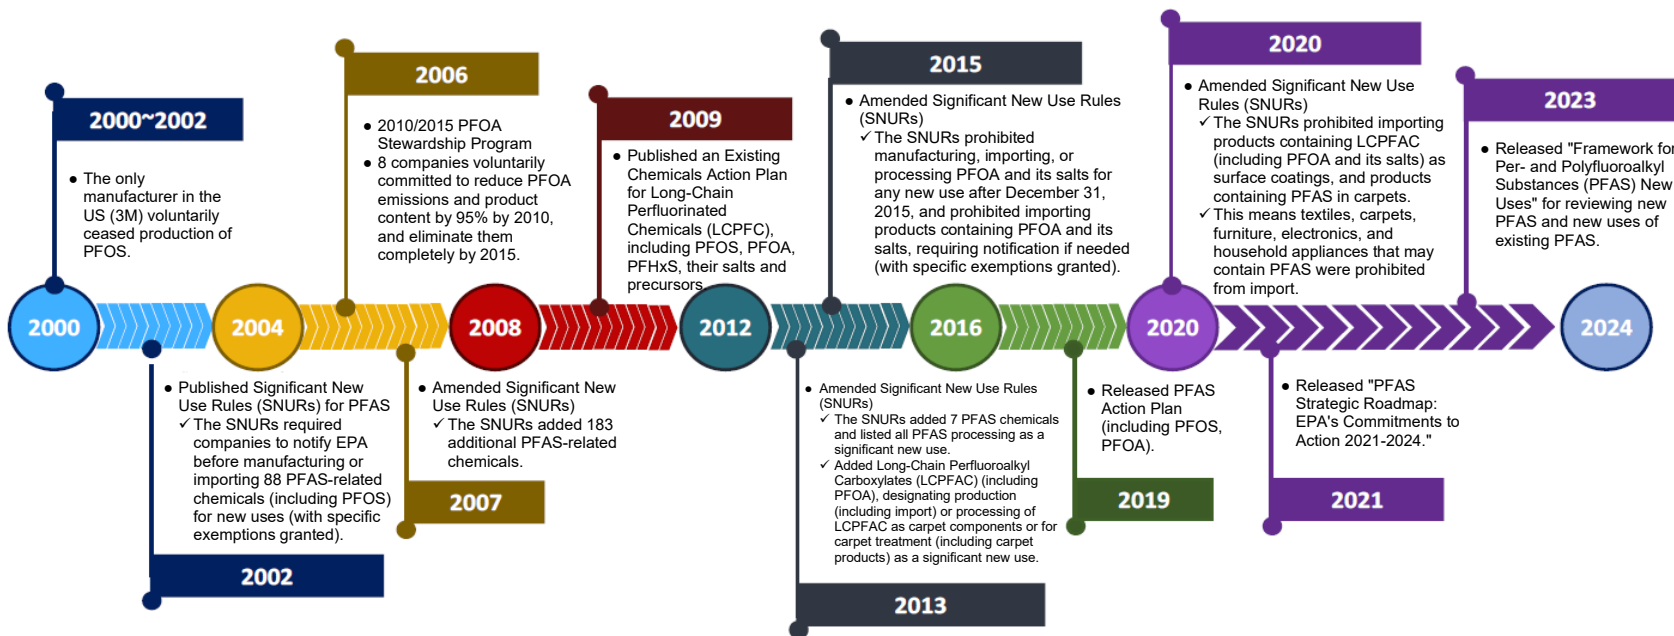 2000~2002
● The only
manufacturer in the
US (3M) voluntarily
ceased production of
PFOS.
2006
● 2010/2015 PFOA
Stewardship Program
● 8 companies voluntarily
committed to reduce PFOA
emissions and product
content by 95% by 2010,
and eliminate them
completely by 2015.
2009
● Published an Existing
Chemicals Action Plan
for Long-Chain
Perfluorinated
Chemicals (LCPFC),
including PFOS, PFOA,
PFHxS, their salts and
precursors.
2015
● Amended Significant New Use Rules
(SNURs)
✓ The SNURs prohibited
manufacturing, importing, or
processing PFOA and its salts for
any new use after December 31,
2015, and prohibited importing
products containing PFOA and its
salts, requiring notification if needed
(with specific exemptions granted).
2020
● Amended Significant New Use
Rules (SNURs)
✓ The SNURs prohibited importing
products containing LCPFAC
(including PFOA and its salts) as
surface coatings, and products
containing PFAS in carpets.
✓ This means textiles, carpets,
furniture, electronics, and
household appliances that may
contain PFAS were prohibited
from import.
2023
● Released "Framework for
Per- and Polyfluoroalkyl
Substances (PFAS) New
Uses" for reviewing new
PFAS and new uses of
existing PFAS.
2000
2004
2008
2012
2016
2020
2024
● Published Significant New
Use Rules (SNURs) for PFAS
✓ The SNURs required
companies to notify EPA
before manufacturing or
importing 88 PFAS-related
chemicals (including PFOS)
for new uses (with specific
exemptions granted).
2002
● Amended Significant New
Use Rules (SNURs)
✓ The SNURs added 183
additional PFAS-related
chemicals.
2007
● Amended Significant New Use Rules
(SNURs)
✓ The SNURs added 7 PFAS chemicals
and listed all PFAS processing as a
significant new use.
✓ Added Long-Chain Perfluoroalkyl
Carboxylates (LCPFAC) (including
PFOA), designating production
(including import) or processing of
LCPFAC as carpet components or for
carpet treatment (including carpet
products) as a significant new use.
2013
● Released PFAS
Action Plan
(including PFOS,
PFOA).
2019
● Released "PFAS
Strategic Roadmap:
EPA's Commitments to
Action 2021-2024."
2021